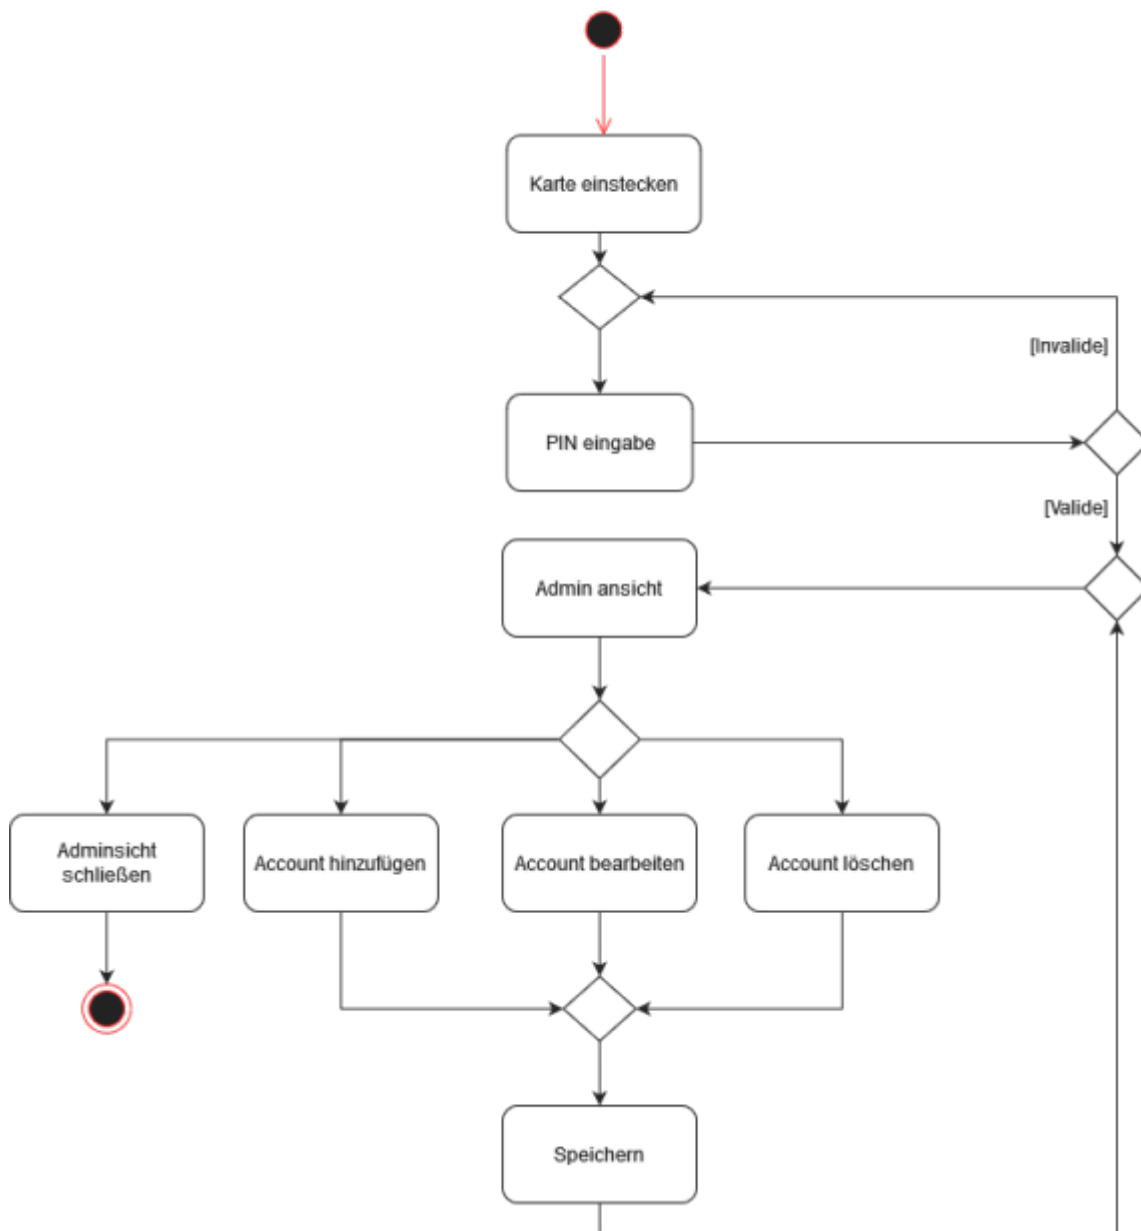 Karte einstecken
[Invalide]
PIN eingabe
[Valide]
Admin ansicht
Adminsicht
schließen
Account hinzufügen
Account bearbeiten
Account löschen
Speichern